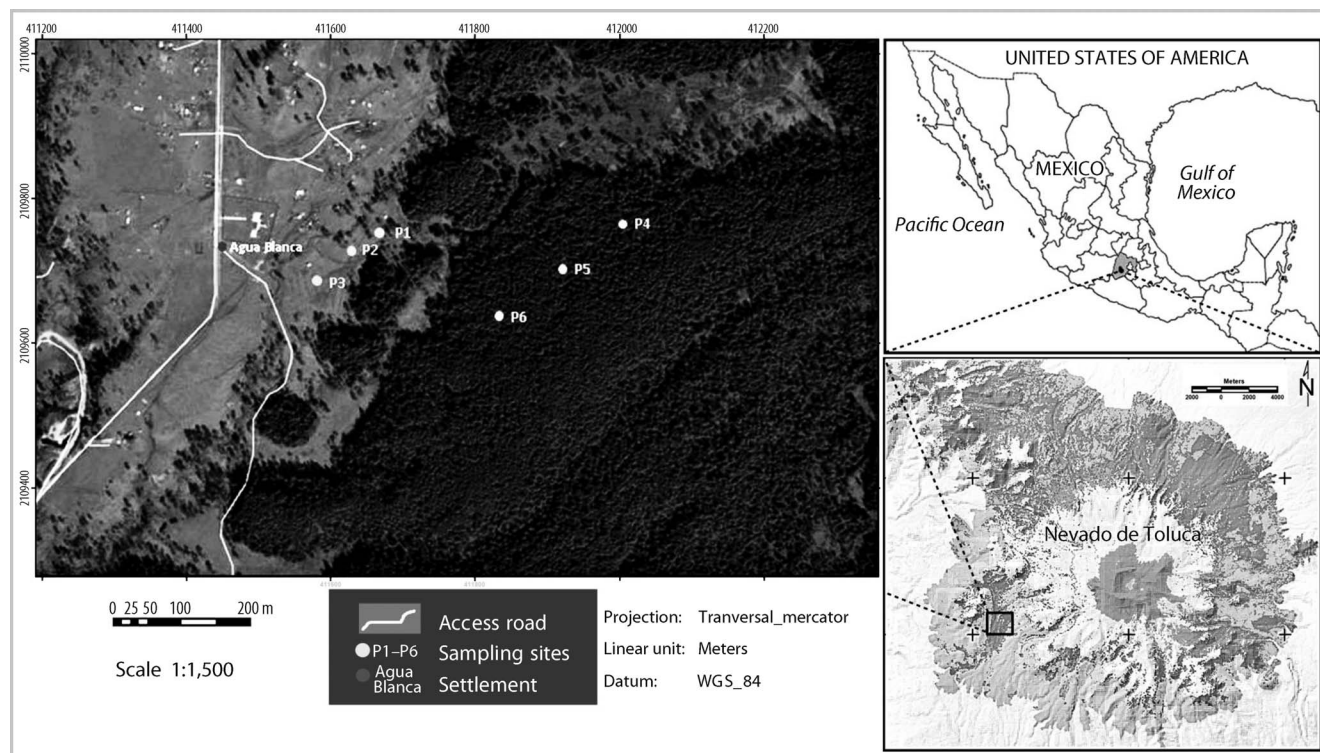 411200 411400 411600 411800 412000 412200
2110000
2109800
2109600
2109400
Agua Blanca
P1
P2
P3
P4
P5
P6
411600 411800
0 25 50 100 200 m
Scale 1:1,500
Access road
P1–P6 Sampling sites
Agua Blanca Settlement
Projection: Tranversal_mercator
Linear unit: Meters
Datum: WGS_84
UNITED STATES OF AMERICA
MEXICO
Gulf of
Mexico
Pacific Ocean
Meters
2000 0 2000 4000
N
Nevado de Toluca